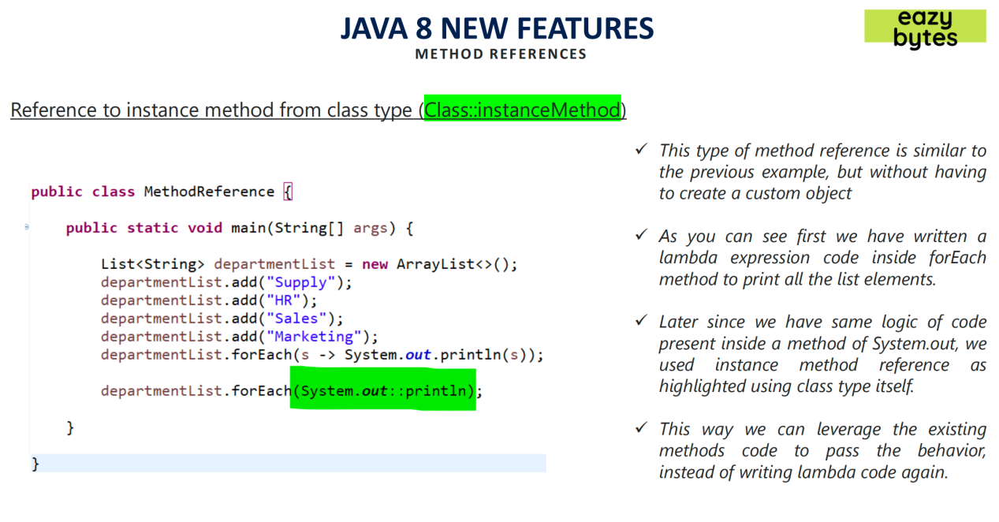 JAVA 8 NEW FEATURES
METHOD REFERENCES
eazy
bytes
Reference to instance method from class type (Class::instanceMethod)
public class MethodReference {
public static void main(String[] args) {
List<String> departmentList = new ArrayList<>();
departmentList.add("Supply");
departmentList.add("HR");
departmentList.add("Sales");
departmentList.add("Marketing");
departmentList.forEach(s -> System.out.println(s));
departmentList.forEach(System.out::println);
}
}
✓ This type of method reference is similar to
the previous example, but without having
to create a custom object
✓ As you can see first we have written a
lambda expression code inside forEach
method to print all the list elements.
✓ Later since we have same logic of code
present inside a method of System.out, we
used instance method reference as
highlighted using class type itself.
✓ This way we can leverage the existing
methods code to pass the behavior,
instead of writing lambda code again.